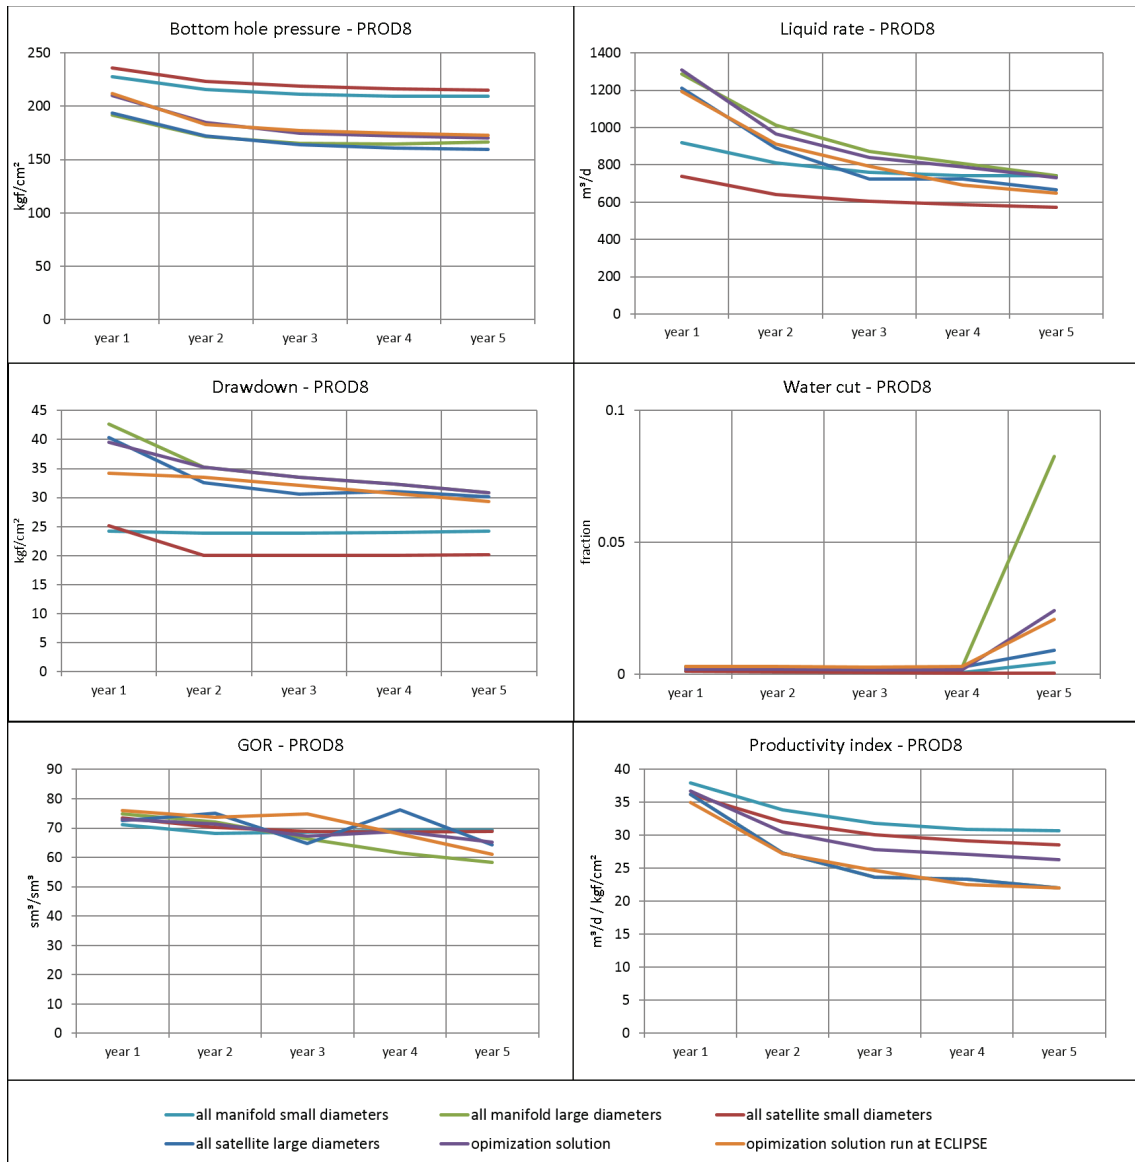 Bottom hole pressure - PROD8
250
200
150
100
50
0
kgf/cm²
year 1 year 2 year 3 year 4 year 5
Liquid rate - PROD8
1400
1200
1000
800
600
400
200
0
m³/d
year 1 year 2 year 3 year 4 year 5
Drawdown - PROD8
45
40
35
30
25
20
15
10
5
0
kgf/cm²
year 1 year 2 year 3 year 4 year 5
Water cut - PROD8
0.1
0.05
0
fraction
year 1 year 2 year 3 year 4 year 5
GOR - PROD8
90
80
70
60
50
40
30
20
10
0
sm³/sm³
year 1 year 2 year 3 year 4 year 5
Productivity index - PROD8
40
35
30
25
20
15
10
5
0
m³/d / kgf/cm²
year 1 year 2 year 3 year 4 year 5
all manifold small diameters all manifold large diameters all satellite small diameters
all satellite large diameters opimization solution opimization solution run at ECLIPSE